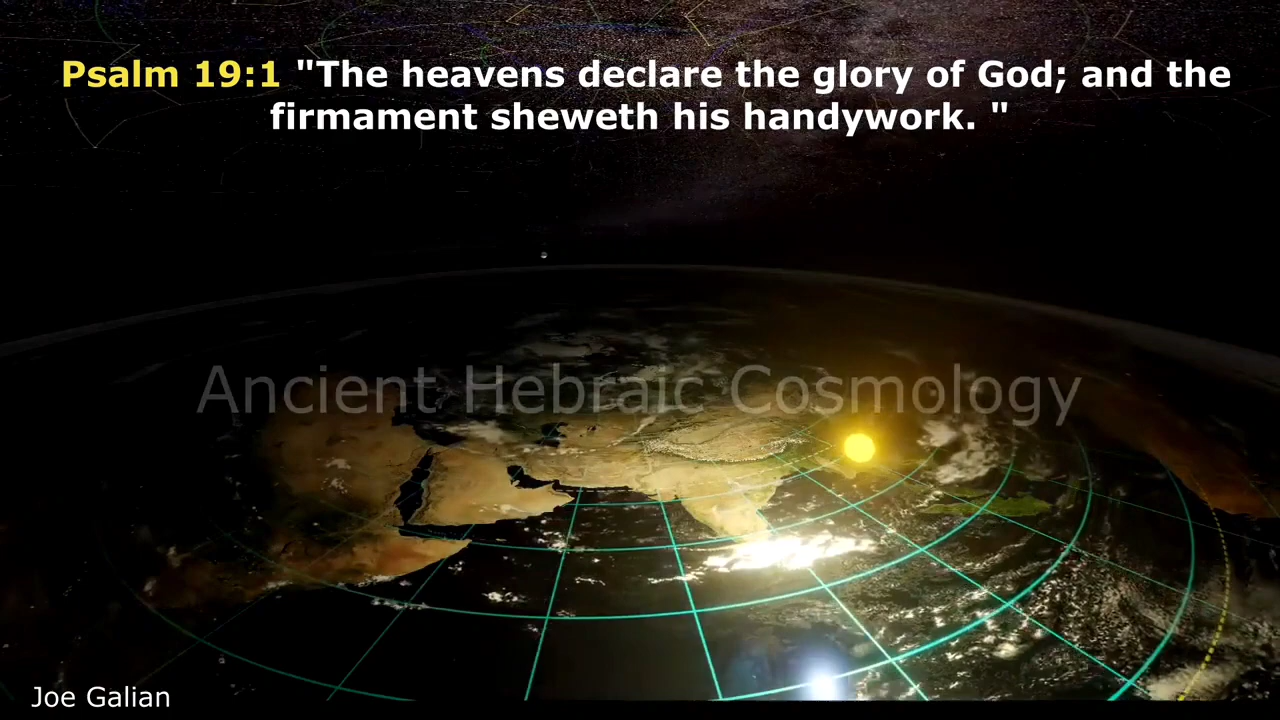 Psalm 19:1 "The heavens declare the glory of God; and the
firmament sheweth his handywork. "
Ancient Hebraic Cosmology
Joe Galian